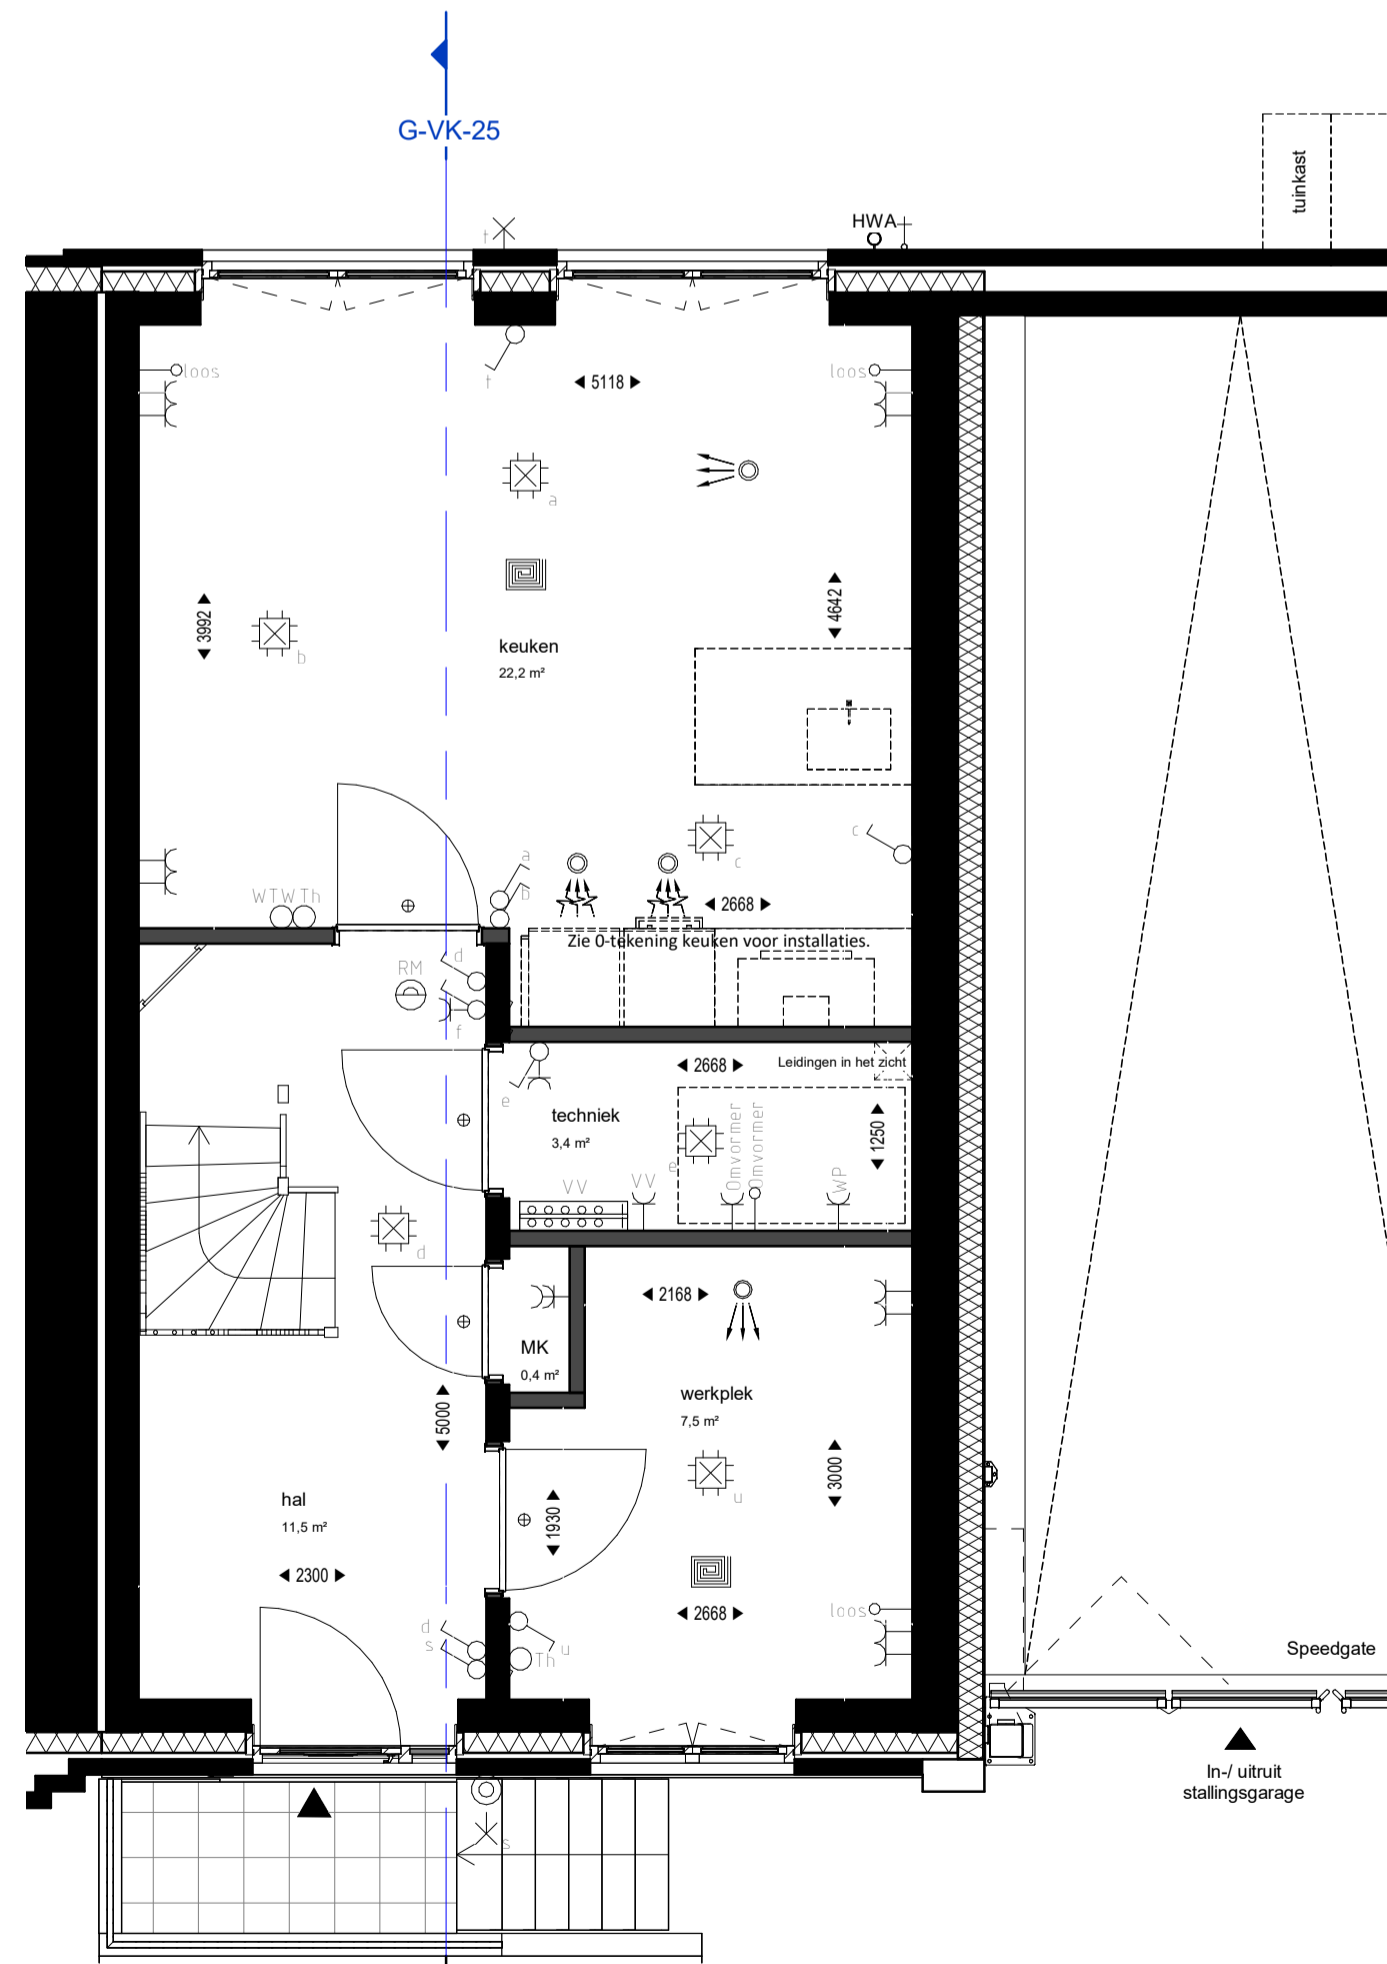 G-VK-25
tuinkast
HWA
t
t
loos
loos
5118
a
3992
4642
b
keuken
22,2 m²
c
c
a
b
WTW Th
2668
Zie 0-tekening keuken voor installaties.
RM
d
f
2668
Leidingen in het zicht
e
techniek
3,4 m²
1250
e
Omvormer
Omvormer
VV
VV
WP
d
2168
MK
0,4 m²
werkplek
7,5 m²
5000
3000
u
hal
11,5 m²
1930
2300
2668
loos
d
s
u
Th
Speedgate
In-/ uitruit
stallingsgarage
s